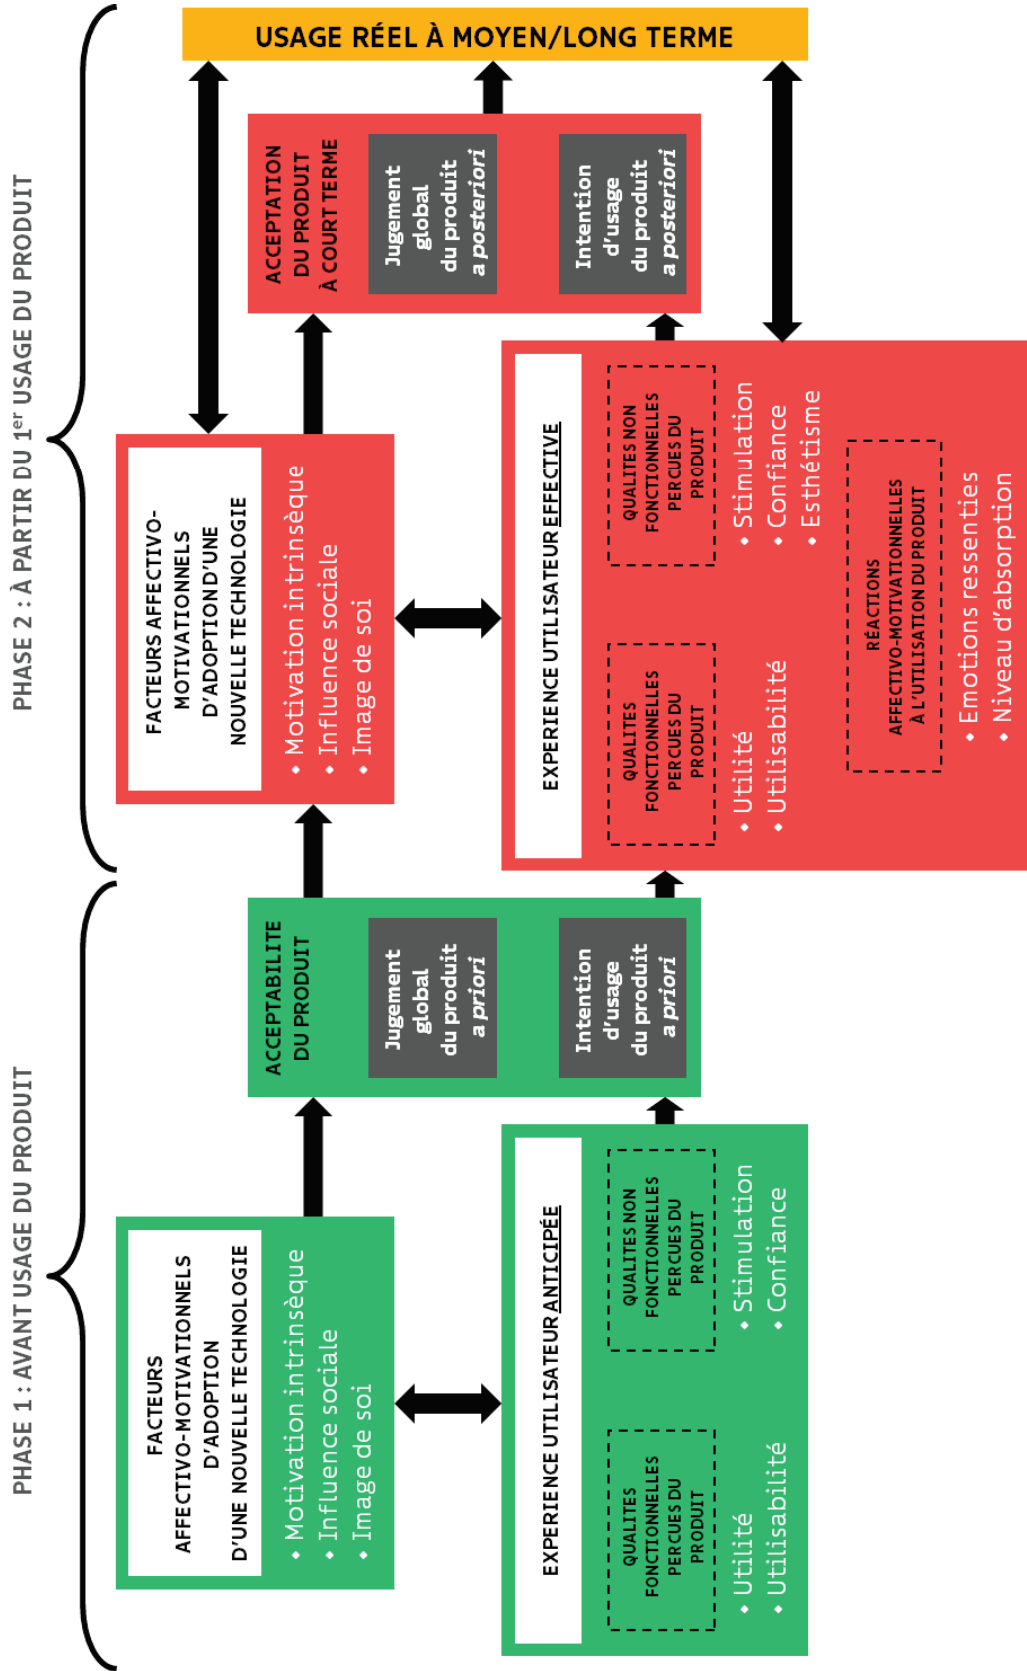 PHASE 1 : AVANT USAGE DU PRODUIT
FACTEURS
AFFECTIVO-MOTIVATIONNELS
D'ADOPTION
D'UNE NOUVELLE TECHNOLOGIE
• Motivation intrinsèque
• Influence sociale
• Image de soi
EXPERIENCE UTILISATEUR ANTICIPÉE
QUALITES
FONCTIONNELLES
PERCUES DU
PRODUIT
• Utilité
• Utilisabilité
QUALITES NON
FONCTIONNELLES
PERCUES DU
PRODUIT
• Stimulation
• Confiance
ACCEPTABILITE
DU PRODUIT
Jugement
global
du produit
a priori
Intention
d'usage
du produit
a priori
PHASE 2 : À PARTIR DU 1er USAGE DU PRODUIT
FACTEURS AFFECTIVO-
MOTIVATIONNELS
D'ADOPTION D'UNE
NOUVELLE TECHNOLOGIE
• Motivation intrinsèque
• Influence sociale
• Image de soi
EXPERIENCE UTILISATEUR EFFECTIVE
QUALITES
FONCTIONNELLES
PERCUES DU
PRODUIT
• Utilité
• Utilisabilité
QUALITES NON
FONCTIONNELLES
PERCUES DU
PRODUIT
• Stimulation
• Confiance
• Esthétisme
RÉACTIONS
AFFECTIVO-MOTIVATIONNELLES
À L'UTILISATION DU PRODUIT
• Emotions ressenties
• Niveau d'absorption
ACCEPTATION
DU PRODUIT
À COURT TERME
Jugement
global
du produit
a posteriori
Intention
d'usage
du produit
a posteriori
USAGE RÉEL À MOYEN/LONG TERME